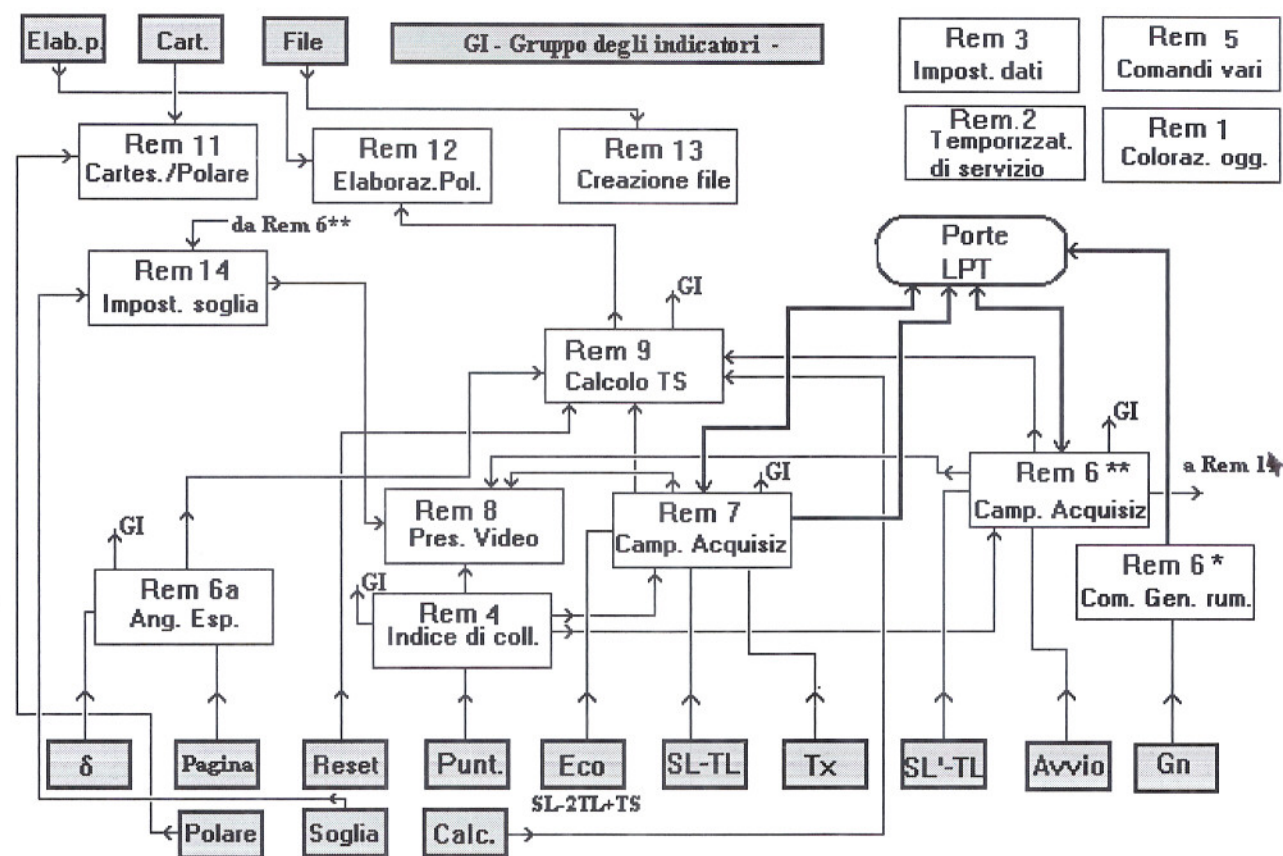 Elab.p.
Cart.
File
GI - Gruppo degli indicatori -
Rem 3
Impost. dati
Rem 5
Comandi vari
Rem.2
Temporizzat.
di servizio
Rem 1
Coloraz. ogg.
Rem 11
Cartes./Polare
Rem 12
Elaboraz.Pol.
Rem 13
Creazione file
da Rem 6**
Rem 14
Impost. soglia
Porte
LPT
GI
Rem 9
Calcolo TS
GI
Rem 6 **
Camp. Acquisiz
a Rem 14
GI
Rem 8
Pres. Video
Rem 7
Camp. Acquisiz
GI
Rem 6a
Ang. Esp.
GI
Rem 4
Indice di coll.
Rem 6 *
Com. Gen. rum.
δ
Pagina
Reset
Punt.
Eco
SL-TL
Tx
SL'-TL
Avvio
Gn
SL-2TL+TS
Polare
Soglia
Calc.